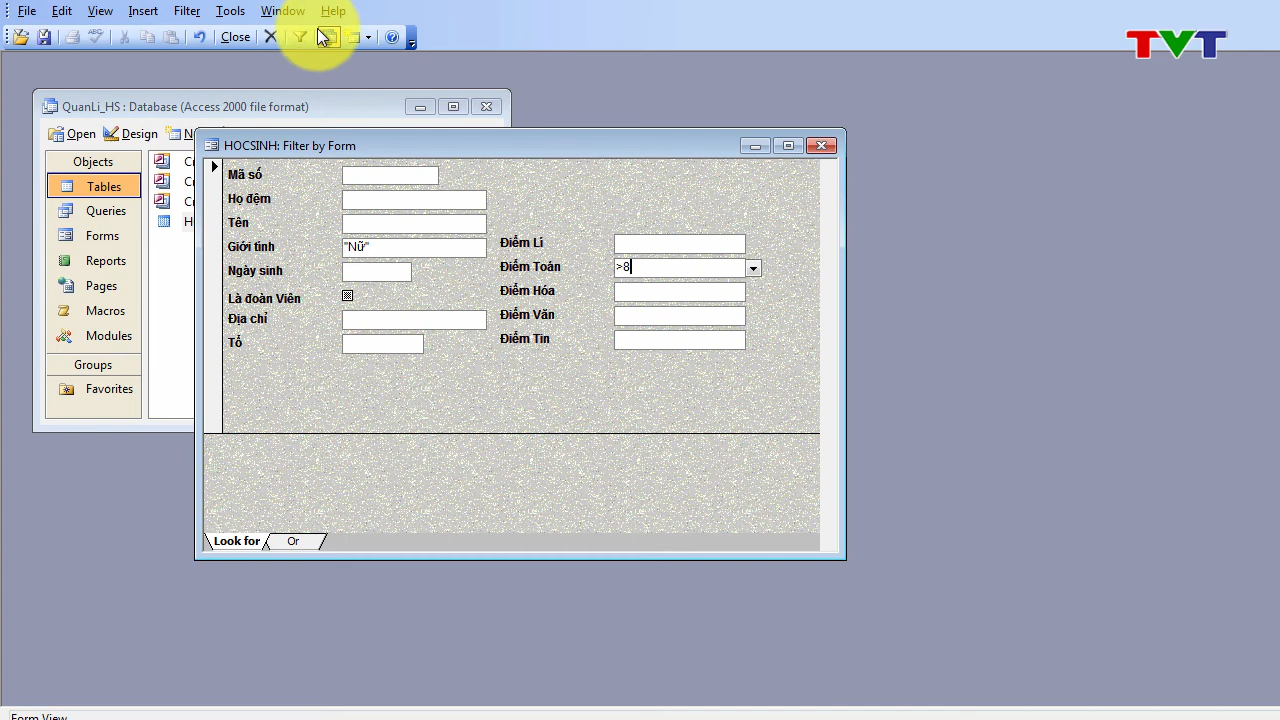 File Edit View Insert Filter Tools Window Help
ABC Close
TVT
QuanLi_HS : Database (Access 2000 file format)
Open Design
HOCSINH: Filter by Form
Objects
Tables
Queries
Forms
Reports
Pages
Macros
Modules
Groups
Favorites
Mã số
Họ đệm
Tên
Giới tính "Nữ"
Ngày sinh
Là đoàn Viên
Địa chỉ
Tổ
Điểm Lí
Điểm Toán >8
Điểm Hóa
Điểm Văn
Điểm Tin
Look for Or
Form View